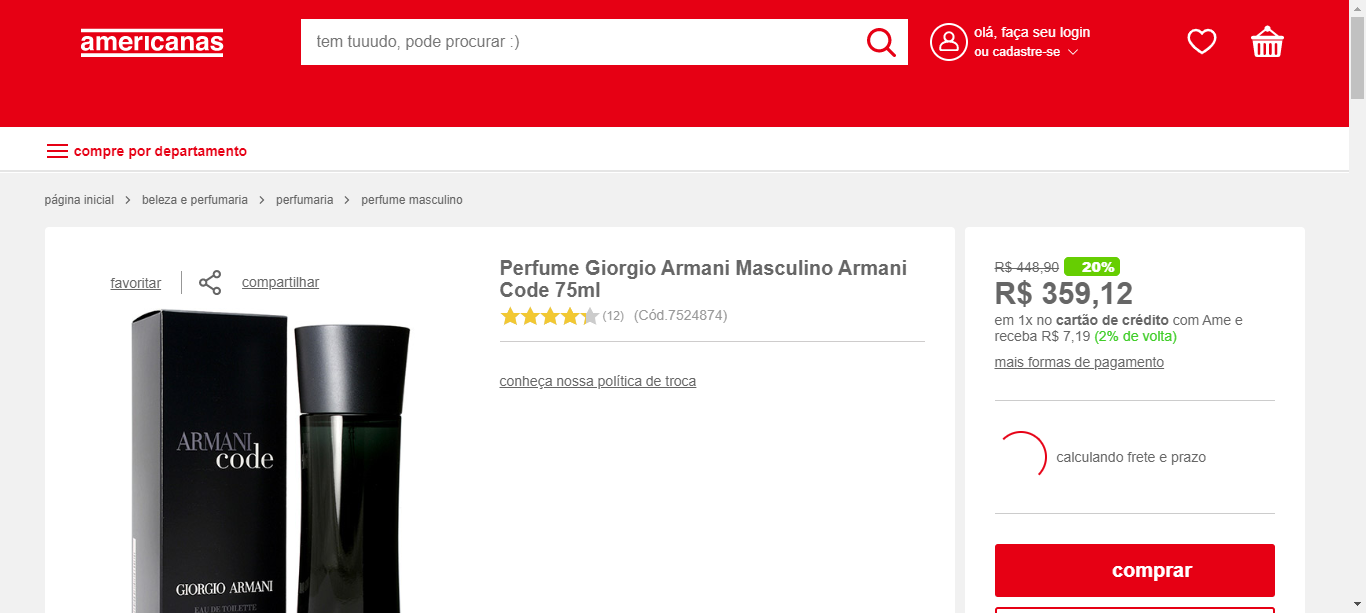 americanas
tem tuuudo, pode procurar :)
olá, faça seu login
ou cadastre-se
compre por departamento
página inicial > beleza e perfumaria > perfumaria > perfume masculino
favoritar
compartilhar
ARMANI
code
GIORGIO ARMANI
EAU DE TOILETTE
Perfume Giorgio Armani Masculino Armani
Code 75ml
(12) (Cód.7524874)
conheça nossa política de troca
R$ 448,90 20%
R$ 359,12
em 1x no cartão de crédito com Ame e
receba R$ 7,19 (2% de volta)
mais formas de pagamento
calculando frete e prazo
comprar